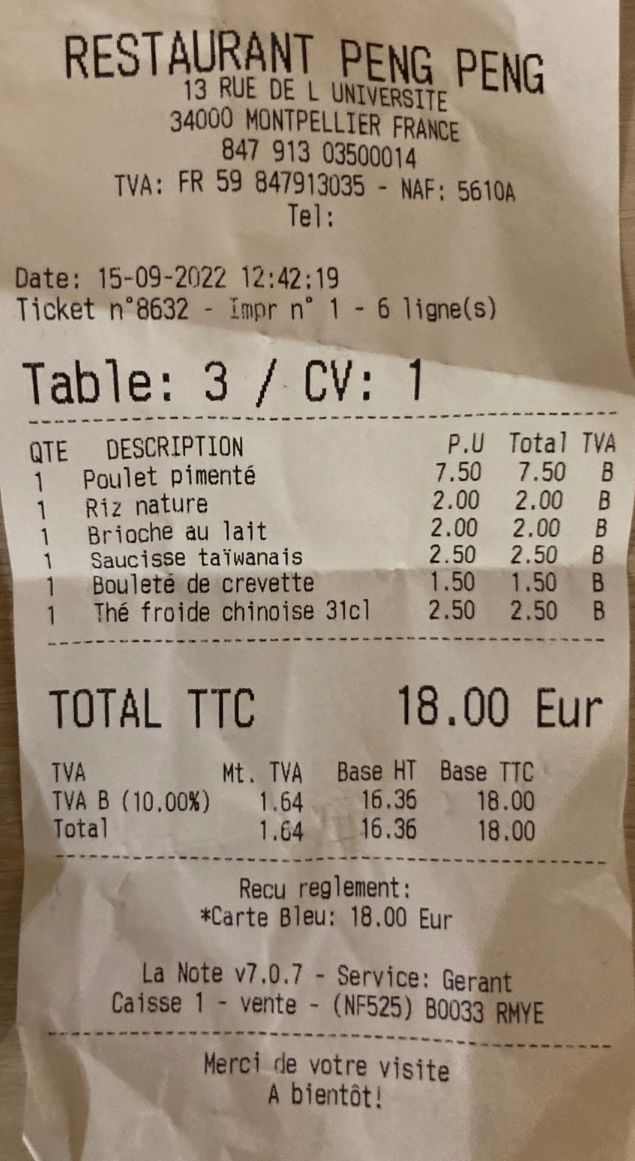 RESTAURANT PENG PENG
13 RUE DE L UNIVERSITE
34000 MONTPELLIER FRANCE
847 913 03500014
TVA: FR 59 847913035 - NAF: 5610A
Tel:
Date: 15-09-2022 12:42:19
Ticket n°8632 - Impr n° 1 - 6 ligne(s)
Table: 3 / CV: 1
QTE DESCRIPTION P.U Total TVA
1 Poulet pimenté 7.50 7.50 B
1 Riz nature 2.00 2.00 B
1 Brioche au lait 2.00 2.00 B
1 Saucisse taïwanais 2.50 2.50 B
1 Bouleté de crevette 1.50 1.50 B
1 Thé froide chinoise 31cl 2.50 2.50 B
TOTAL TTC 18.00 Eur
TVA Mt. TVA Base HT Base TTC
TVA B (10.00%) 1.64 16.36 18.00
Total 1.64 16.36 18.00
Recu reglement:
*Carte Bleu: 18.00 Eur
La Note v7.0.7 - Service: Gerant
Caisse 1 - vente - (NF525) B0033 RMYE
Merci de votre visite
A bientôt!